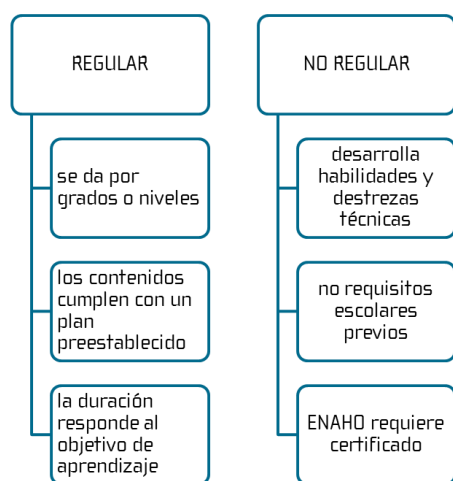 REGULAR
se da por
grados o niveles
los contenidos
cumplen con un
plan
preestablecido
la duración
responde al
objetivo de
aprendizaje
NO REGULAR
desarrolla
habilidades y
destrezas
técnicas
no requisitos
escolares
previos
ENAHO requiere
certificado